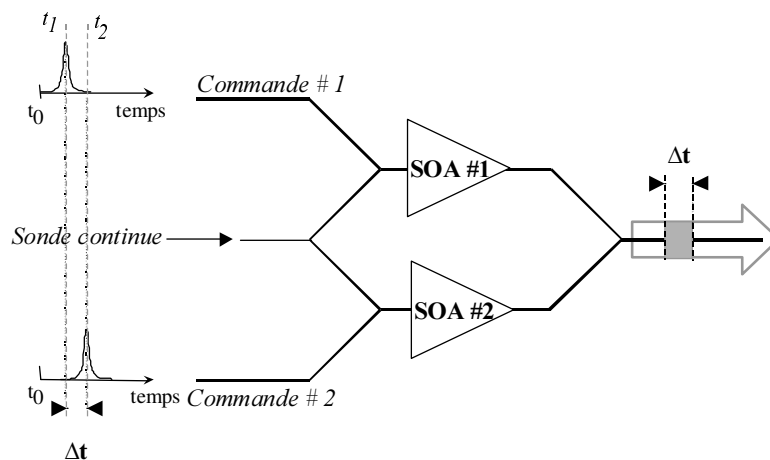 t1 t2
t0 temps
Commande # 1
SOA #1
Δt
Sonde continue
SOA #2
t0 temps
Commande # 2
Δt